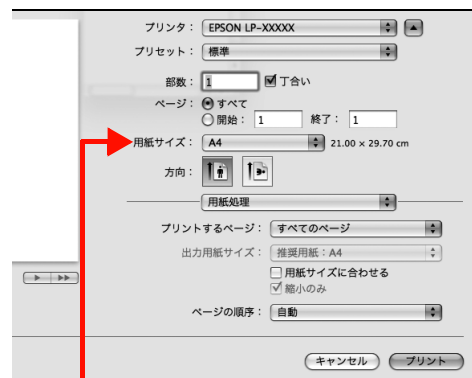 プリンタ： EPSON LP-XXXXX
プリセット： 標準
部数： 1 丁合い
ページ： すべて
開始： 1 終了： 1
用紙サイズ： A4 21.00 × 29.70 cm
方向：
用紙処理
プリントするページ： すべてのページ
出力用紙サイズ： 推奨用紙：A4
用紙サイズに合わせる
縮小のみ
ページの順序： 自動
キャンセル プリント